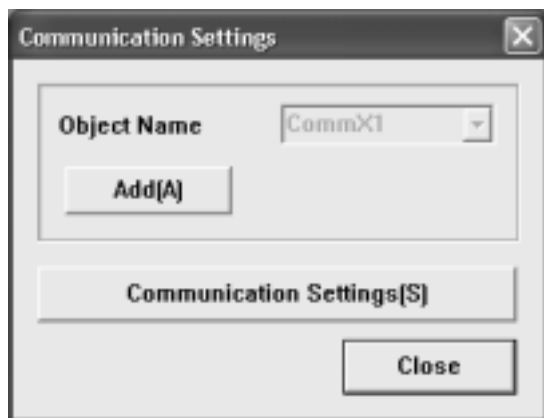 Communication Settings
Object Name CommX1
Add(A)
Communication Settings(S)
Close